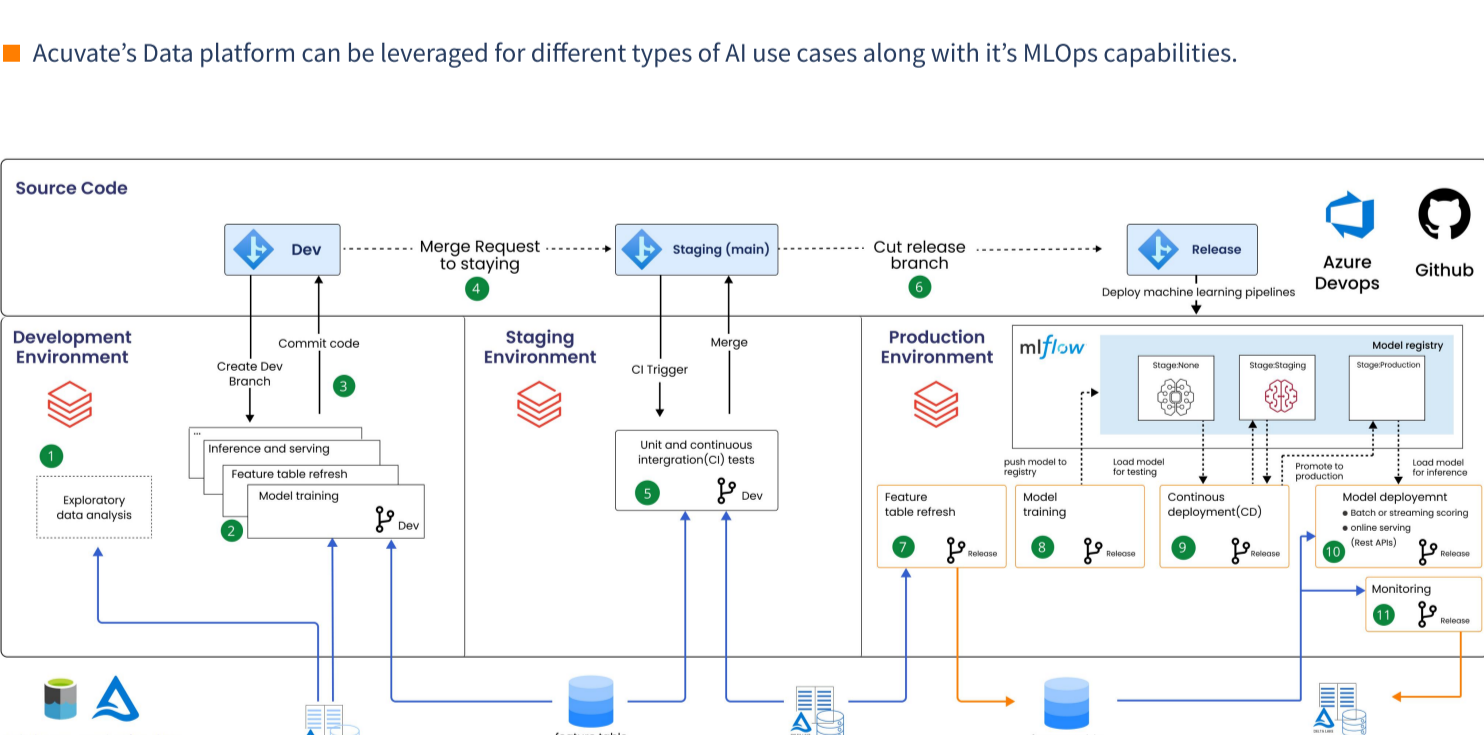 Acuvate’s Data platform can be leveraged for different types of AI use cases along with it’s MLOps capabilities.
Source Code
Dev
Merge Request
to staying
4
Staging (main)
Cut release
branch
6
Release
Deploy machine learning pipelines
Azure
Devops
Github
Development
Environment
Create Dev
Branch
Commit code
3
1
Exploratory
data analysis
...
Inference and serving
Feature table refresh
Model training
2
Dev
Staging
Environment
CI Trigger
Merge
Unit and continuous
intergration(CI) tests
5
Dev
Production
Environment
mlflow
Model registry
Stage:None
Stage:Staging
Stage:Production
push model to
registry
Load model
for testing
Promote to
production
Load model
for inference
Feature
table refresh
7
Release
Model
training
8
Release
Continous
deployment(CD)
9
Release
Model deployemnt
Batch or streaming scoring
online serving
(Rest APIs)
10
Release
Monitoring
11
Release
DELTA LAKE